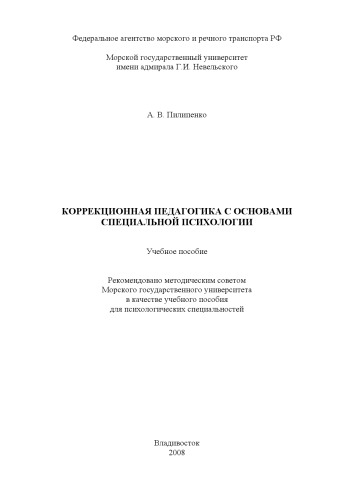 Федеральное агентство морского и речного транспорта РФ
Морской государственный университет
имени адмирала Г.И. Невельского
А. В. Пилипенко
КОРРЕКЦИОННАЯ ПЕДАГОГИКА С ОСНОВАМИ
СПЕЦИАЛЬНОЙ ПСИХОЛОГИИ
Учебное пособие
Рекомендовано методическим советом
Морского государственного университета
в качестве учебного пособия
для психологических специальностей
Владивосток
2008